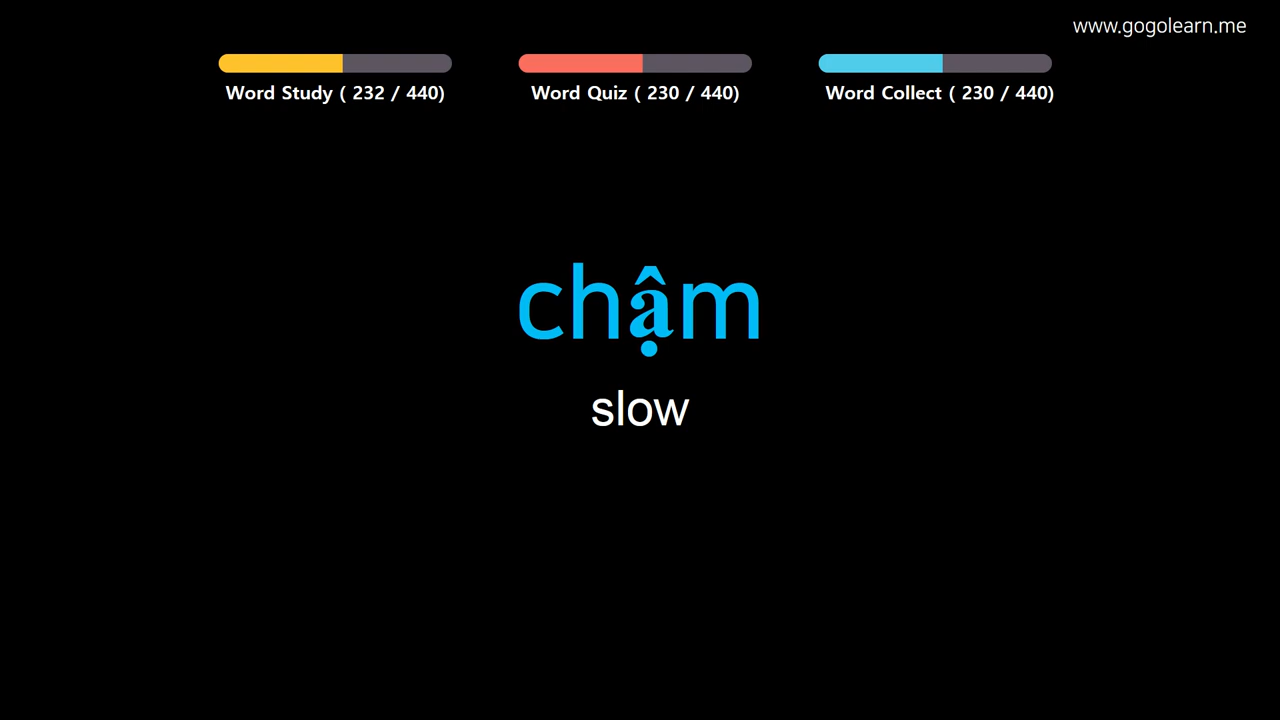 www.gogolearn.me
Word Study ( 232 / 440)
Word Quiz ( 230 / 440)
Word Collect ( 230 / 440)
chậm
slow